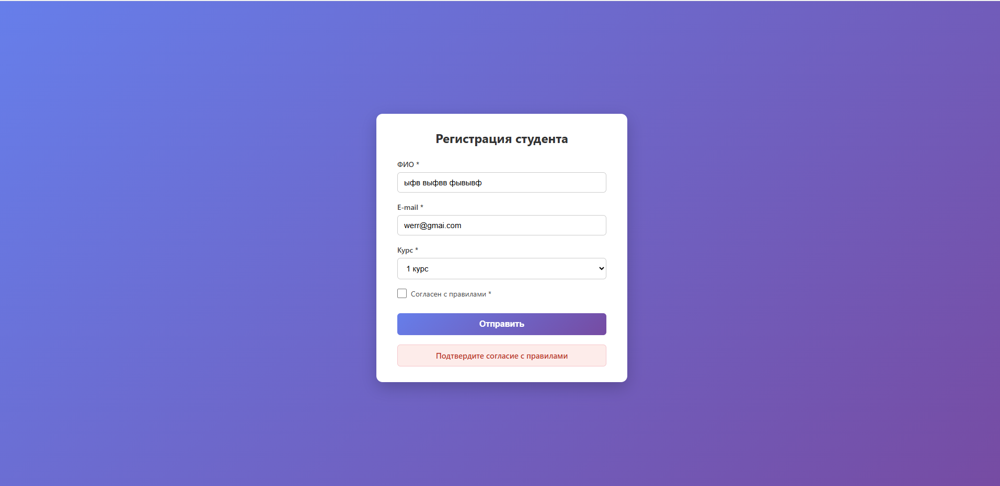 Регистрация студента
ФИО *
ыфв выфвв фывывф
E-mail *
werr@gmai.com
Курс *
1 курс
Согласен с правилами *
Отправить
Подтвердите согласие с правилами